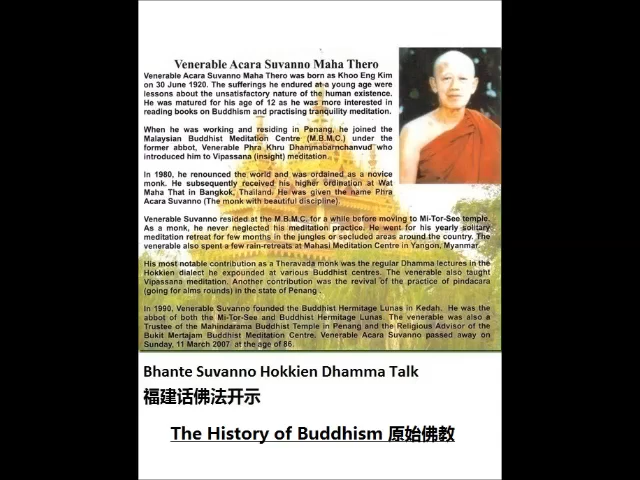 Venerable Acara Suvanno Maha Thero
Venerable Acara Suvanno Maha Thero was born as Khoo Eng Kim
on 30 June 1920. The sufferings he endured at a young age were
lessons about the unsatisfactory nature of the human existence.
He was matured for his age of 12 as he was more interested in
reading books on Buddhism and practising tranquility meditation.
When he was working and residing in Penang, he joined the
Malaysian Buddhist Meditation Centre (M.B.M.C.) under the
former abbot, Venerable Phra Khru Dhammabarnchanvud who
introduced him to Vipassana (insight) meditation.
In 1980, he renounced the world and was ordained as a novice
monk. He subsequently received his higher ordination at Wat
Maha That in Bangkok, Thailand. He was given the name Phra
Acara Suvanno (The monk with beautiful discipline).
Venerable Suvanno resided at the M.B.M.C. for a while before moving to Mi-Tor-See temple.
As a monk, he never neglected his meditation practice. He went for his yearly solitary
meditation retreat for few months in the jungles or secluded areas around the country. The
venerable also spent a few rain-retreats at Mahasi Meditation Centre in Yangon, Myanmar.
His most notable contribution as a Theravada monk was the regular Dhamma lectures in the
Hokkien dialect he expounded at various Buddhist centres. The venerable also taught
Vipassana meditation. Another contribution was the revival of the practice of pindacara
(going for alms rounds) in the state of Penang.
In 1990, Venerable Suvanno founded the Buddhist Hermitage Lunas in Kedah. He was the
abbot of both the Mi-Tor-See and Buddhist Hermitage Lunas. The venerable was also a
Trustee of the Mahindarama Buddhist Temple in Penang and the Religious Advisor of the
Bukit Mertajam Buddhist Meditation Centre. Venerable Acara Suvanno passed away on
Sunday, 11 March 2007 at the age of 86.
Bhante Suvanno Hokkien Dhamma Talk
福建话佛法开示
The History of Buddhism 原始佛教